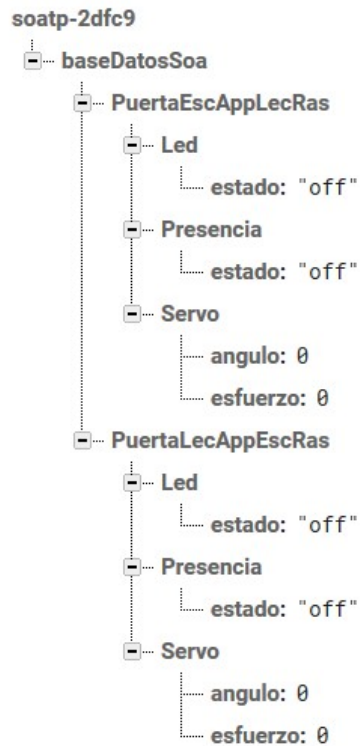 soatp-2dfc9
baseDatosSoa
PuertaEscAppLecRas
Led
estado: "off"
Presencia
estado: "off"
Servo
angulo: 0
esfuerzo: 0
PuertaLecAppEscRas
Led
estado: "off"
Presencia
estado: "off"
Servo
angulo: 0
esfuerzo: 0